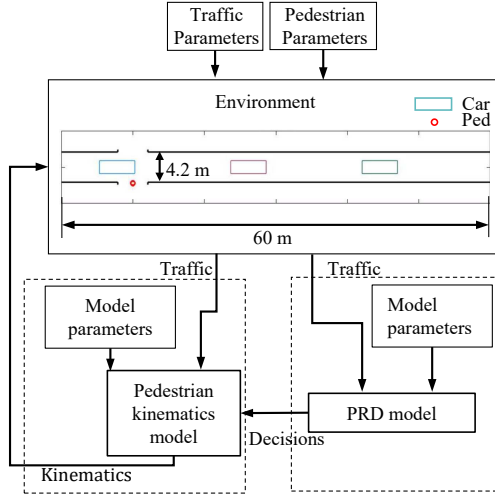 Traffic
Parameters
Pedestrian
Parameters
Environment
Car
Ped
4.2 m
60 m
Traffic
Traffic
Model
parameters
Model
parameters
Pedestrian
kinematics
model
PRD model
Decisions
Kinematics